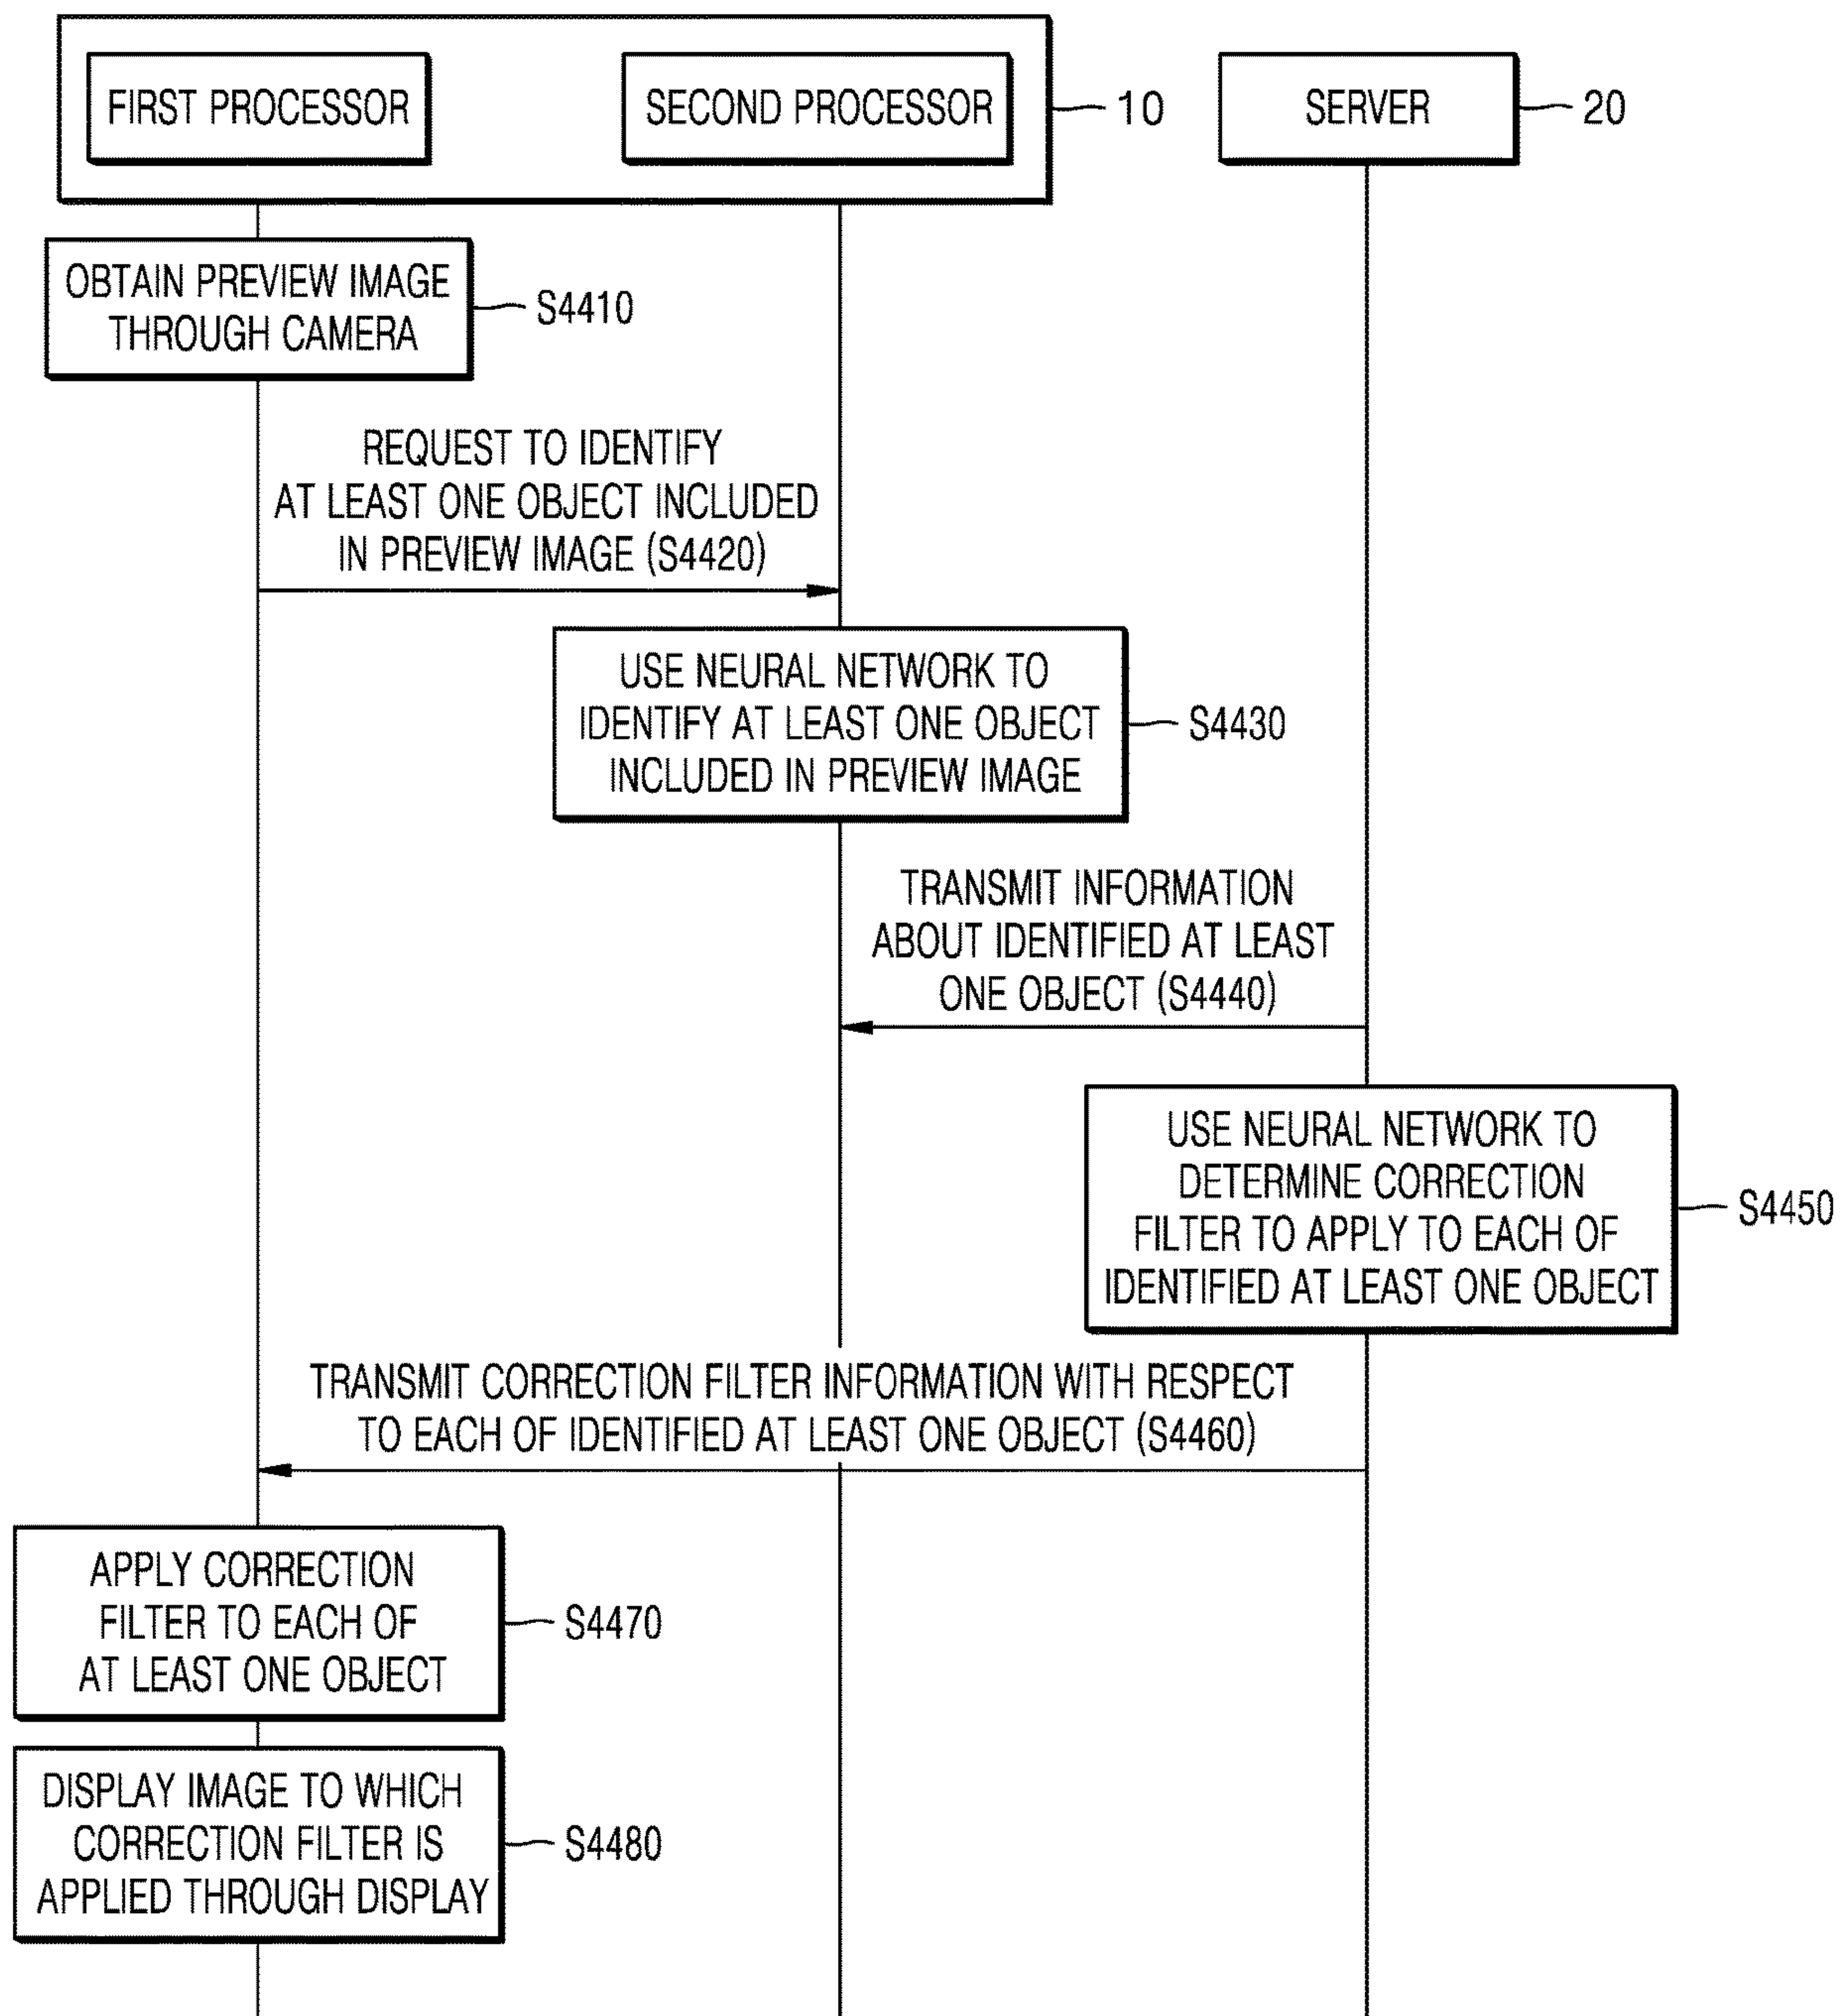 FIRST PROCESSOR
SECOND PROCESSOR
10
SERVER
20
OBTAIN PREVIEW IMAGE
THROUGH CAMERA
S4410
REQUEST TO IDENTIFY
AT LEAST ONE OBJECT INCLUDED
IN PREVIEW IMAGE (S4420)
USE NEURAL NETWORK TO
IDENTIFY AT LEAST ONE OBJECT
INCLUDED IN PREVIEW IMAGE
S4430
TRANSMIT INFORMATION
ABOUT IDENTIFIED AT LEAST
ONE OBJECT (S4440)
USE NEURAL NETWORK TO
DETERMINE CORRECTION
FILTER TO APPLY TO EACH OF
IDENTIFIED AT LEAST ONE OBJECT
S4450
TRANSMIT CORRECTION FILTER INFORMATION WITH RESPECT
TO EACH OF IDENTIFIED AT LEAST ONE OBJECT (S4460)
APPLY CORRECTION
FILTER TO EACH OF
AT LEAST ONE OBJECT
S4470
DISPLAY IMAGE TO WHICH
CORRECTION FILTER IS
APPLIED THROUGH DISPLAY
S4480